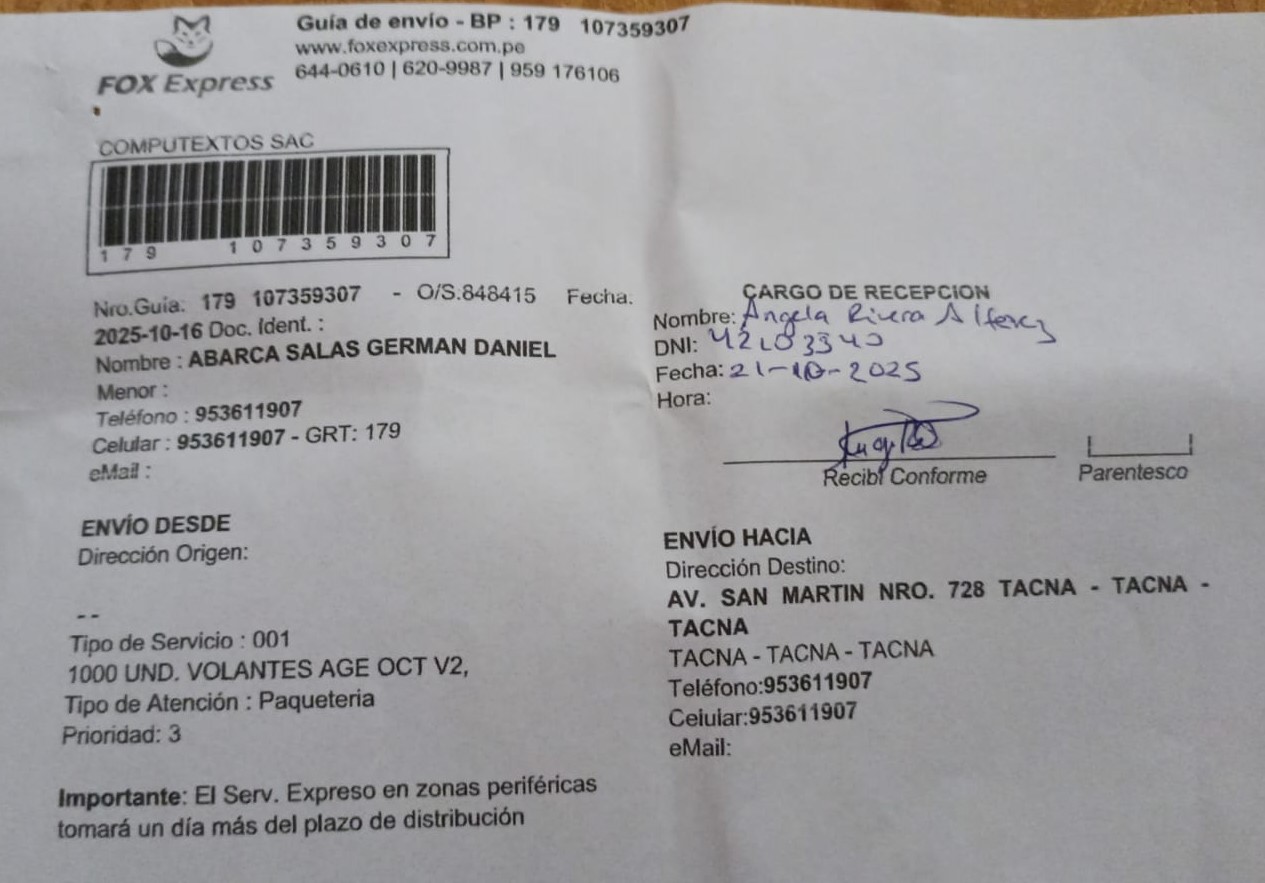 FOX Express
Guía de envío - BP : 179 107359307
www.foxexpress.com.pe
644-0610 | 620-9987 | 959 176106
COMPUTEXTOS SAC
179 107359307
Nro.Guia: 179 107359307 - O/S.848415 Fecha:
2025-10-16 Doc. Ident. :
Nombre : ABARCA SALAS GERMAN DANIEL
Menor :
Teléfono : 953611907
Celular : 953611907 - GRT: 179
eMail :
CARGO DE RECEPCION
Nombre: Angela Rivera Alferez
DNI:
Fecha: 21-10-2025
Hora:
Recibí Conforme
Parentesco
ENVÍO DESDE
Dirección Origen:
- -
Tipo de Servicio : 001
1000 UND. VOLANTES AGE OCT V2,
Tipo de Atención : Paqueteria
Prioridad: 3
ENVÍO HACIA
Dirección Destino:
AV. SAN MARTIN NRO. 728 TACNA - TACNA -
TACNA
TACNA - TACNA - TACNA
Teléfono:953611907
Celular:953611907
eMail:
Importante: El Serv. Expreso en zonas periféricas
tomará un día más del plazo de distribución